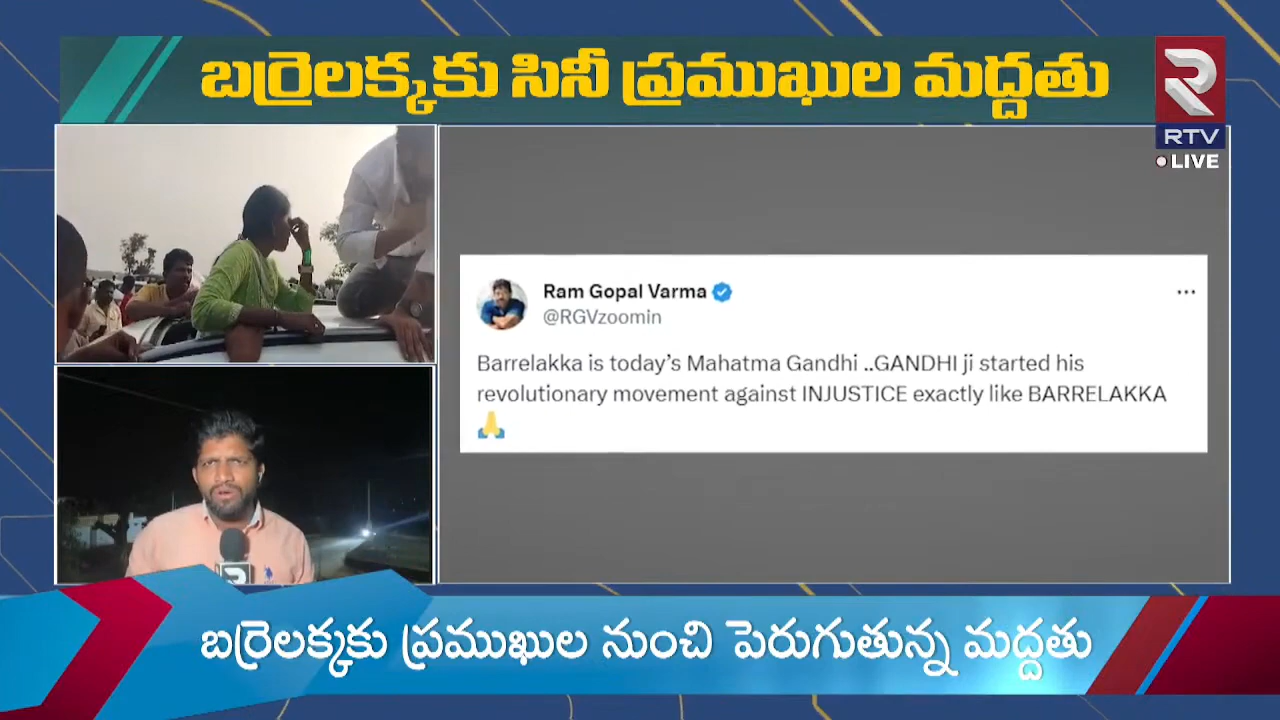 బర్రెలక్కకు సినీ ప్రముఖుల మద్దతు
R
RTV
LIVE
Ram Gopal Varma
@RGVzoomin
Barrelakka is today's Mahatma Gandhi ..GANDHI ji started his
revolutionary movement against INJUSTICE exactly like BARRELAKKA
🙏
బర్రెలక్కకు ప్రముఖుల నుంచి పెరుగుతున్న మద్దతు